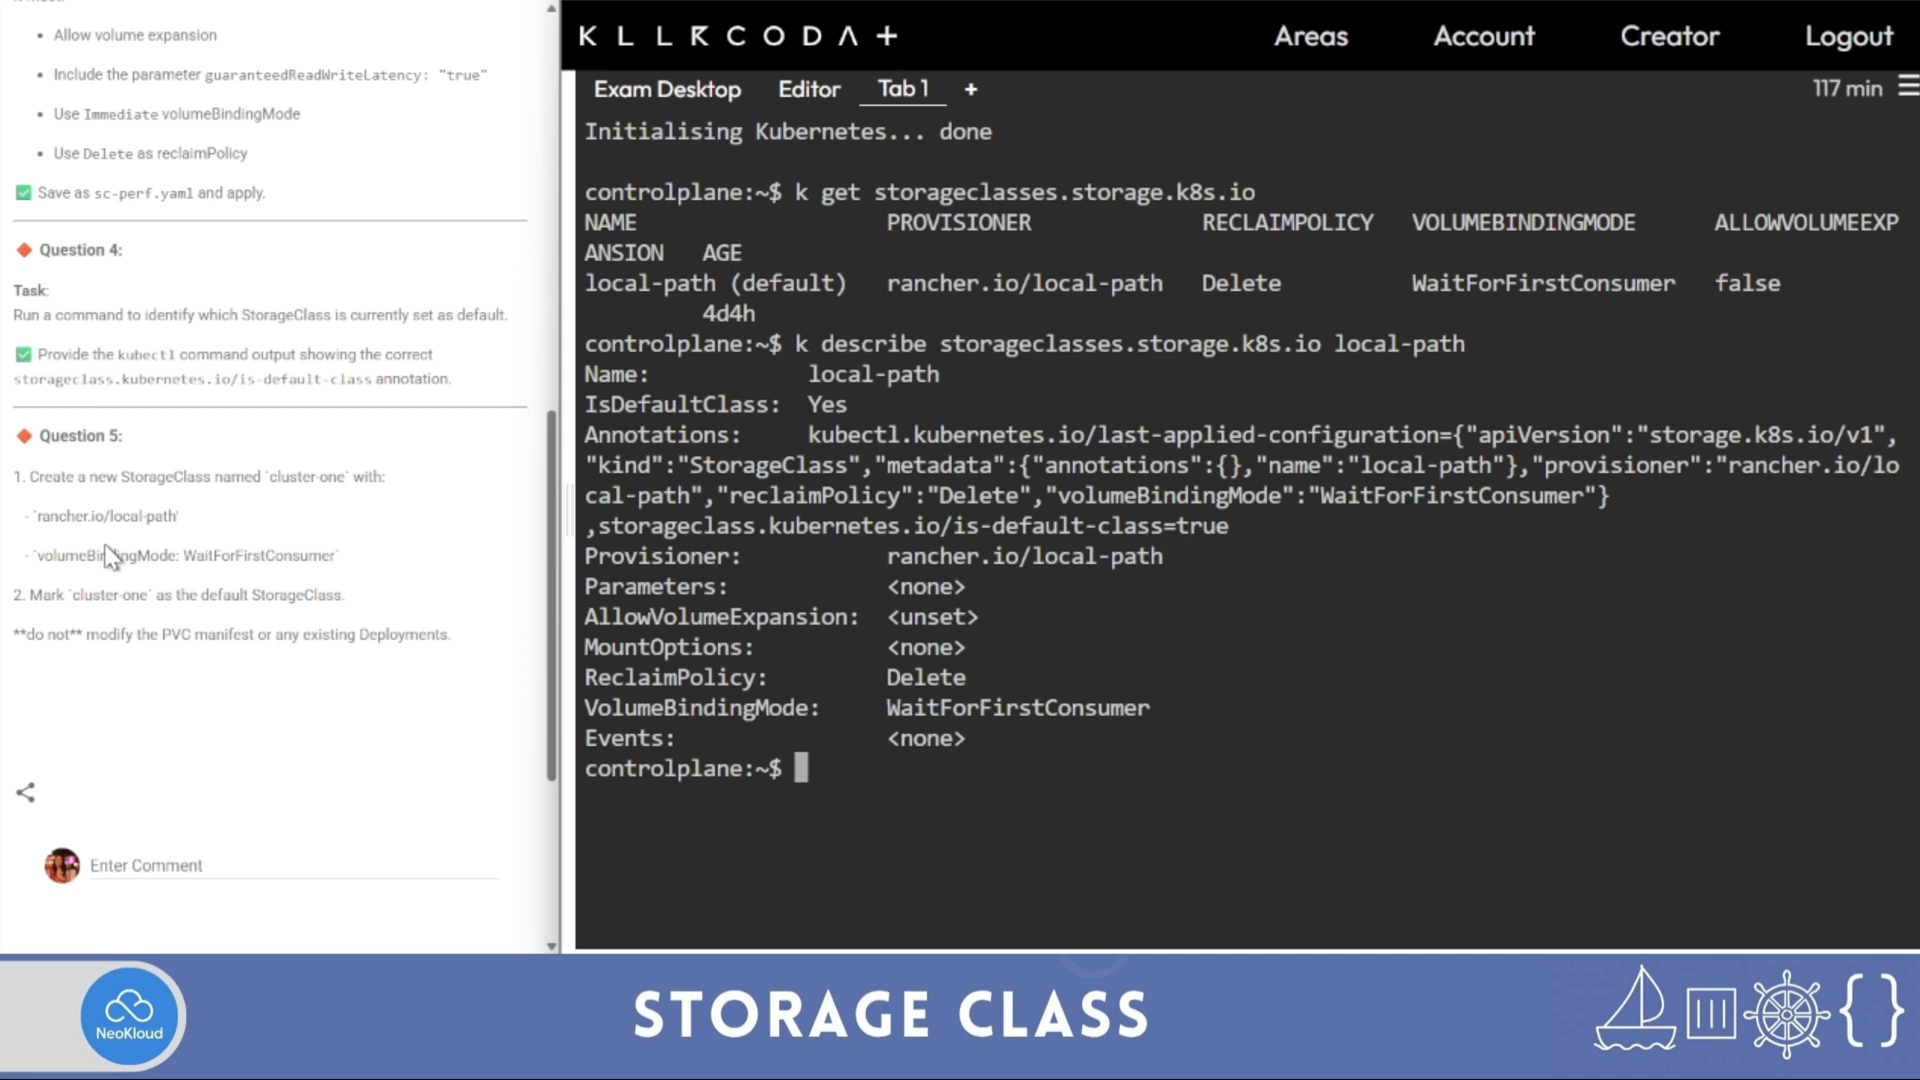 Allow volume expansion
Include the parameter guaranteedReadWriteLatency: "true"
Use Immediate volumeBindingMode
Use Delete as reclaimPolicy
Save as sc-perf.yaml and apply.
Question 4:
Task:
Run a command to identify which StorageClass is currently set as default.
Provide the kubectl command output showing the correct
storageclass.kubernetes.io/is-default-class annotation.
Question 5:
1. Create a new StorageClass named `cluster-one` with:
- `rancher.io/local-path`
- `volumeBindingMode: WaitForFirstConsumer`
2. Mark `cluster-one` as the default StorageClass.
**do not** modify the PVC manifest or any existing Deployments.
Enter Comment
KLLRCODA+
Areas Account Creator Logout
Exam Desktop Editor Tab 1 + 117 min
Initialising Kubernetes... done
controlplane:~$ k get storageclasses.storage.k8s.io
NAME PROVISIONER RECLAIMPOLICY VOLUMEBINDINGMODE ALLOWVOLUMEEXP
ANSION AGE
local-path (default) rancher.io/local-path Delete WaitForFirstConsumer false
4d4h
controlplane:~$ k describe storageclasses.storage.k8s.io local-path
Name: local-path
IsDefaultClass: Yes
Annotations: kubectl.kubernetes.io/last-applied-configuration={"apiVersion":"storage.k8s.io/v1",
"kind":"StorageClass","metadata":{"annotations":{},"name":"local-path"},"provisioner":"rancher.io/lo
cal-path","reclaimPolicy":"Delete","volumeBindingMode":"WaitForFirstConsumer"}
,storageclass.kubernetes.io/is-default-class=true
Provisioner: rancher.io/local-path
Parameters: <none>
AllowVolumeExpansion: <unset>
MountOptions: <none>
ReclaimPolicy: Delete
VolumeBindingMode: WaitForFirstConsumer
Events: <none>
controlplane:~$
NeoKloud
STORAGE CLASS